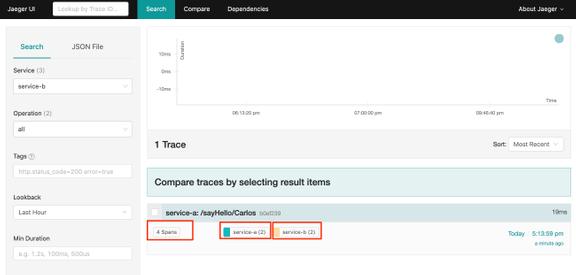 Jaeger UI
Lookup by Trace ID...
Search
Compare
Dependencies
About Jaeger
Search
JSON File
Service (3)
service-b
Operation (2)
all
Tags
http.status_code=200 error=true
Lookback
Last Hour
Min Duration
e.g. 1.2s, 100ms, 500us
Duration
10ms
0ms
-10ms
Time
06:13:20 pm
07:00:00 pm
09:46:40 pm
1 Trace
Sort:
Most Recent
Compare traces by selecting result items
service-a: /sayHello/Carlos
19ms
4 Spans
service-a (2)
service-b (2)
Today
5:13:59 pm
a minute ago